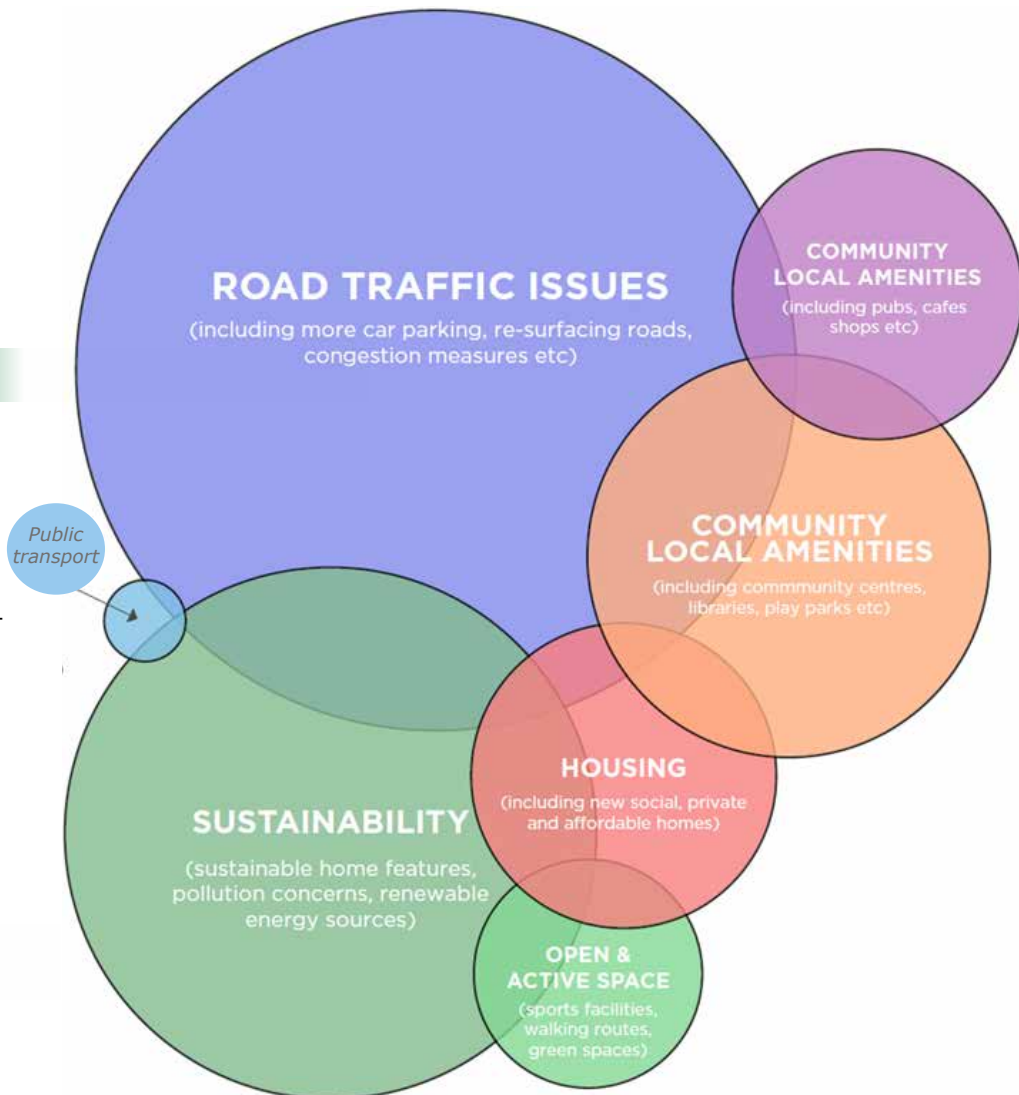 ROAD TRAFFIC ISSUES
(including more car parking, re-surfacing roads,
congestion measures etc)
COMMUNITY
LOCAL AMENITIES
(including pubs, cafes
shops etc)
Public
transport
COMMUNITY
LOCAL AMENITIES
(including commmunity centres,
libraries, play parks etc)
HOUSING
(including new social, private
and affordable homes)
SUSTAINABILITY
(sustainable home features,
pollution concerns, renewable
energy sources)
OPEN &
ACTIVE SPACE
(sports facilities,
walking routes,
green spaces)